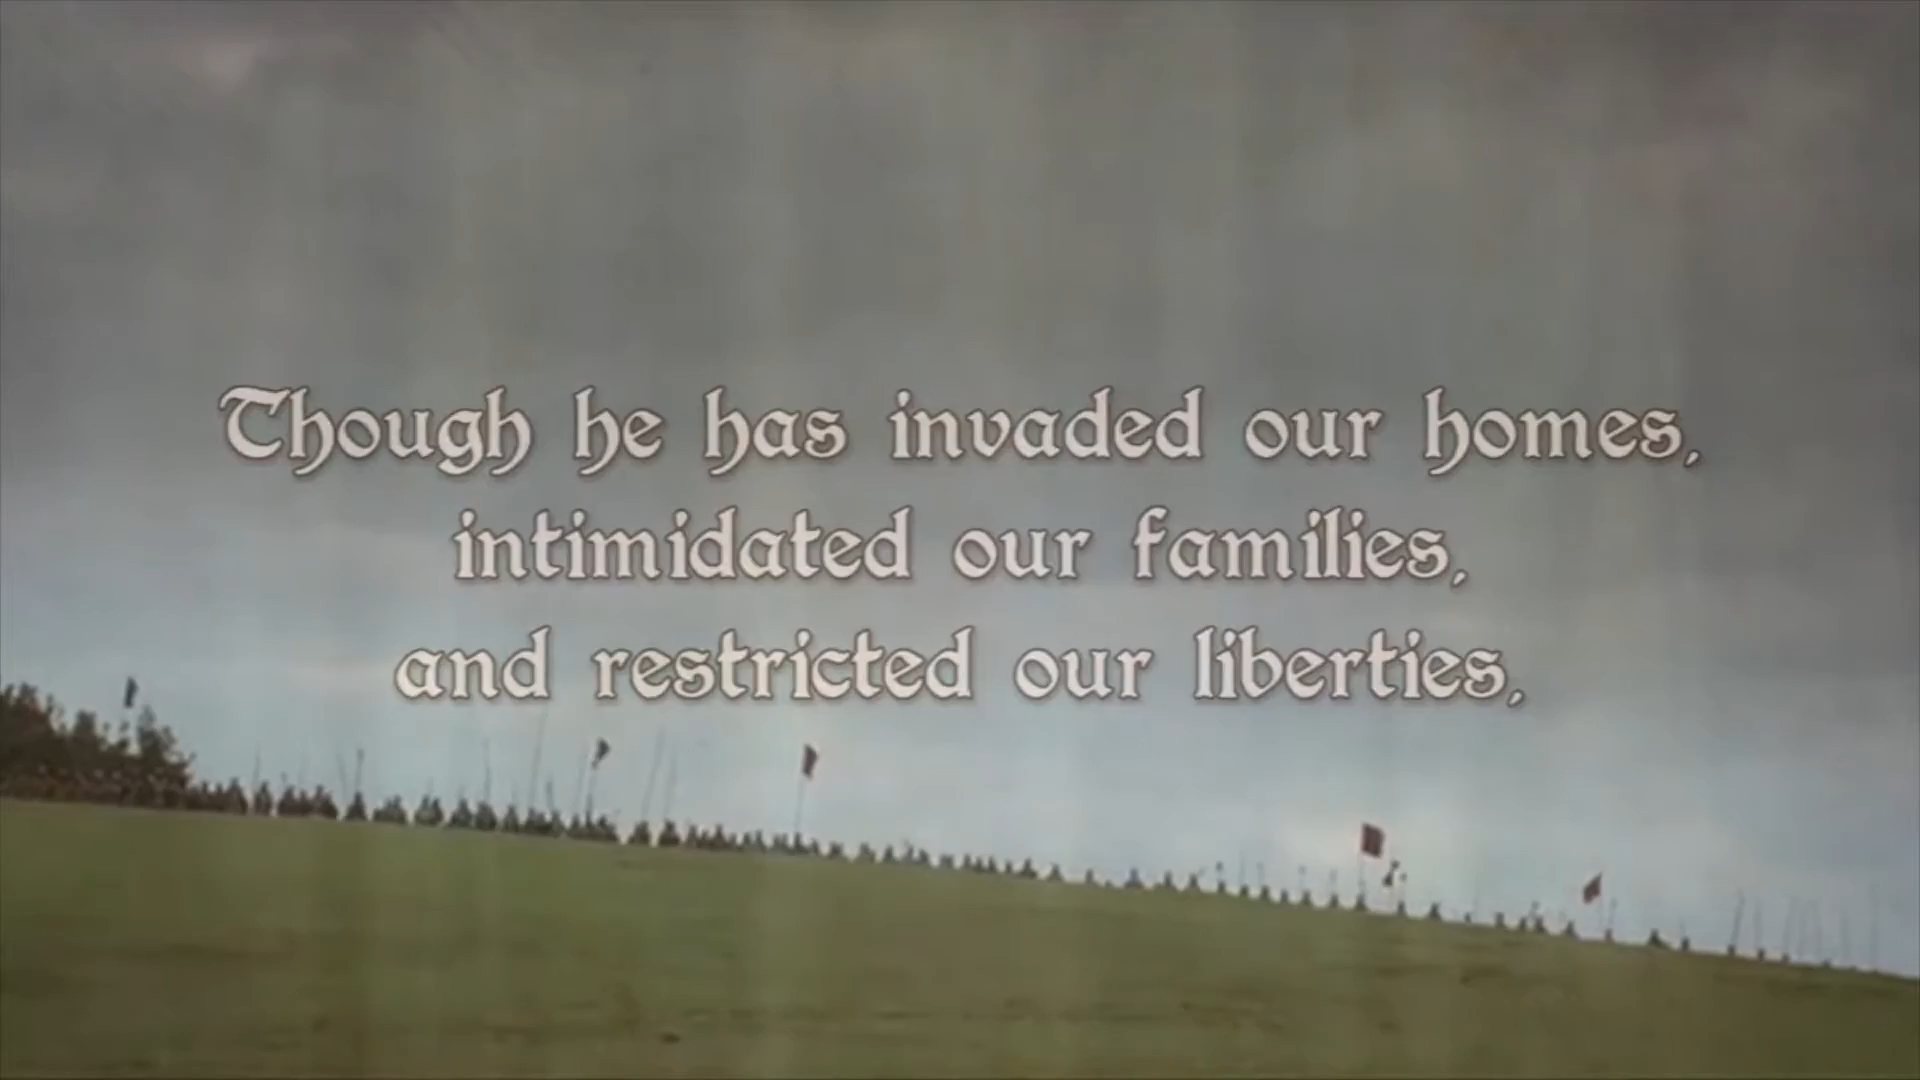 Though he has invaded our homes,
intimidated our families,
and restricted our liberties,